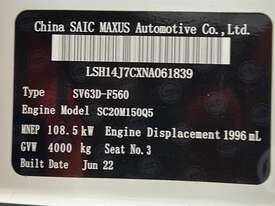 China SAIC MAXUS Automotive Co.,Ltd.
LSH14J7CXNA061839
Type SV63D-F560
Engine Model SC20M150Q5
MNEP 108.5 kW Engine Displacement 1996 mL
GVW 4000 kg Seat No. 3
Built Date Jun 22